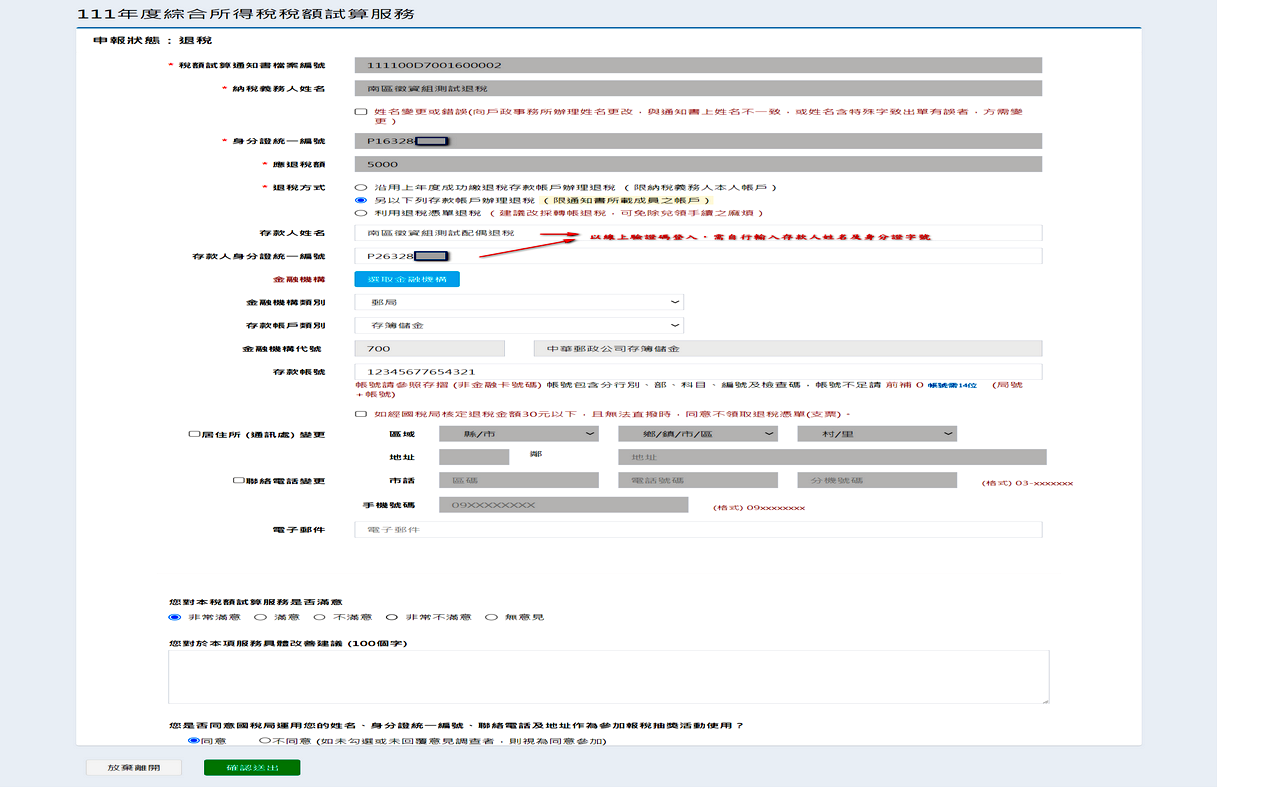 111年度綜合所得稅稅額試算服務
申報狀態：退稅
* 稅額試算通知書檔案編號 111100D7001600002
* 納稅義務人姓名 南區徵資組測試退稅
姓名變更或錯誤(向戶政事務所辦理姓名更改，與通知書上姓名不一致，或姓名含特殊字致出單有誤者，方需變
更）
* 身分證統一編號 P16328
* 應退稅額 5000
* 退稅方式 沿用上年度成功繳退稅存款帳戶辦理退稅 （ 限納稅義務人本人帳戶 ）
另以下列存款帳戶辦理退稅 （ 限通知書所載成員之帳戶 ）
利用退稅憑單退稅 （ 建議改採轉帳退稅，可免除兌領手續之麻煩 ）
存款人姓名 南區徵資組測試配偶退稅 以線上驗證碼登入，需自行輸入存款人姓名及身分證字號
存款人身分證統一編號 P26328
金融機構 選取金融機構
金融機構類別 郵局
存款帳戶類別 存簿儲金
金融機構代號 700 中華郵政公司存簿儲金
存款帳號 12345677654321
帳號請參照存摺 (非金融卡號碼) 帳號包含分行別、部、科目、編號及檢查碼，帳號不足請 前補 0 帳號需14位 (局號
+帳號)
如經國稅局核定退稅金額30元以下，且無法直撥時，同意不領取退稅憑單(支票)。
居住所 (通訊處) 變更 區域 縣/市 鄉/鎮/市/區 村/里
地址 鄰 地址
聯絡電話變更 市話 區碼 電話號碼 分機號碼 (格式) 03-xxxxxxx
手機號碼 09XXXXXXXX (格式) 09xxxxxxxx
電子郵件 電子郵件
您對本稅額試算服務是否滿意
非常滿意 滿意 不滿意 非常不滿意 無意見
您對於本項服務具體改善建議 (100個字)
您是否同意國稅局運用您的姓名、身分證統一編號、聯絡電話及地址作為參加報稅抽獎活動使用？
同意 不同意 (如未勾選或未回覆意見調查者，則視為同意參加)
放棄離開 確認送出